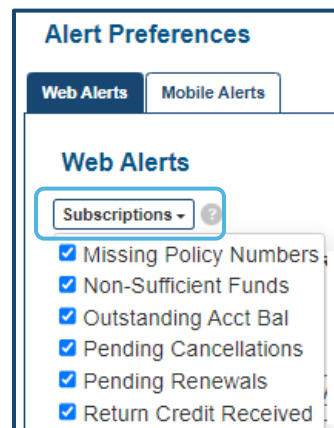 Alert Preferences
Web Alerts
Mobile Alerts
Web Alerts
Subscriptions
?
Missing Policy Numbers
Non-Sufficient Funds
Outstanding Acct Bal
Pending Cancellations
Pending Renewals
Return Credit Received